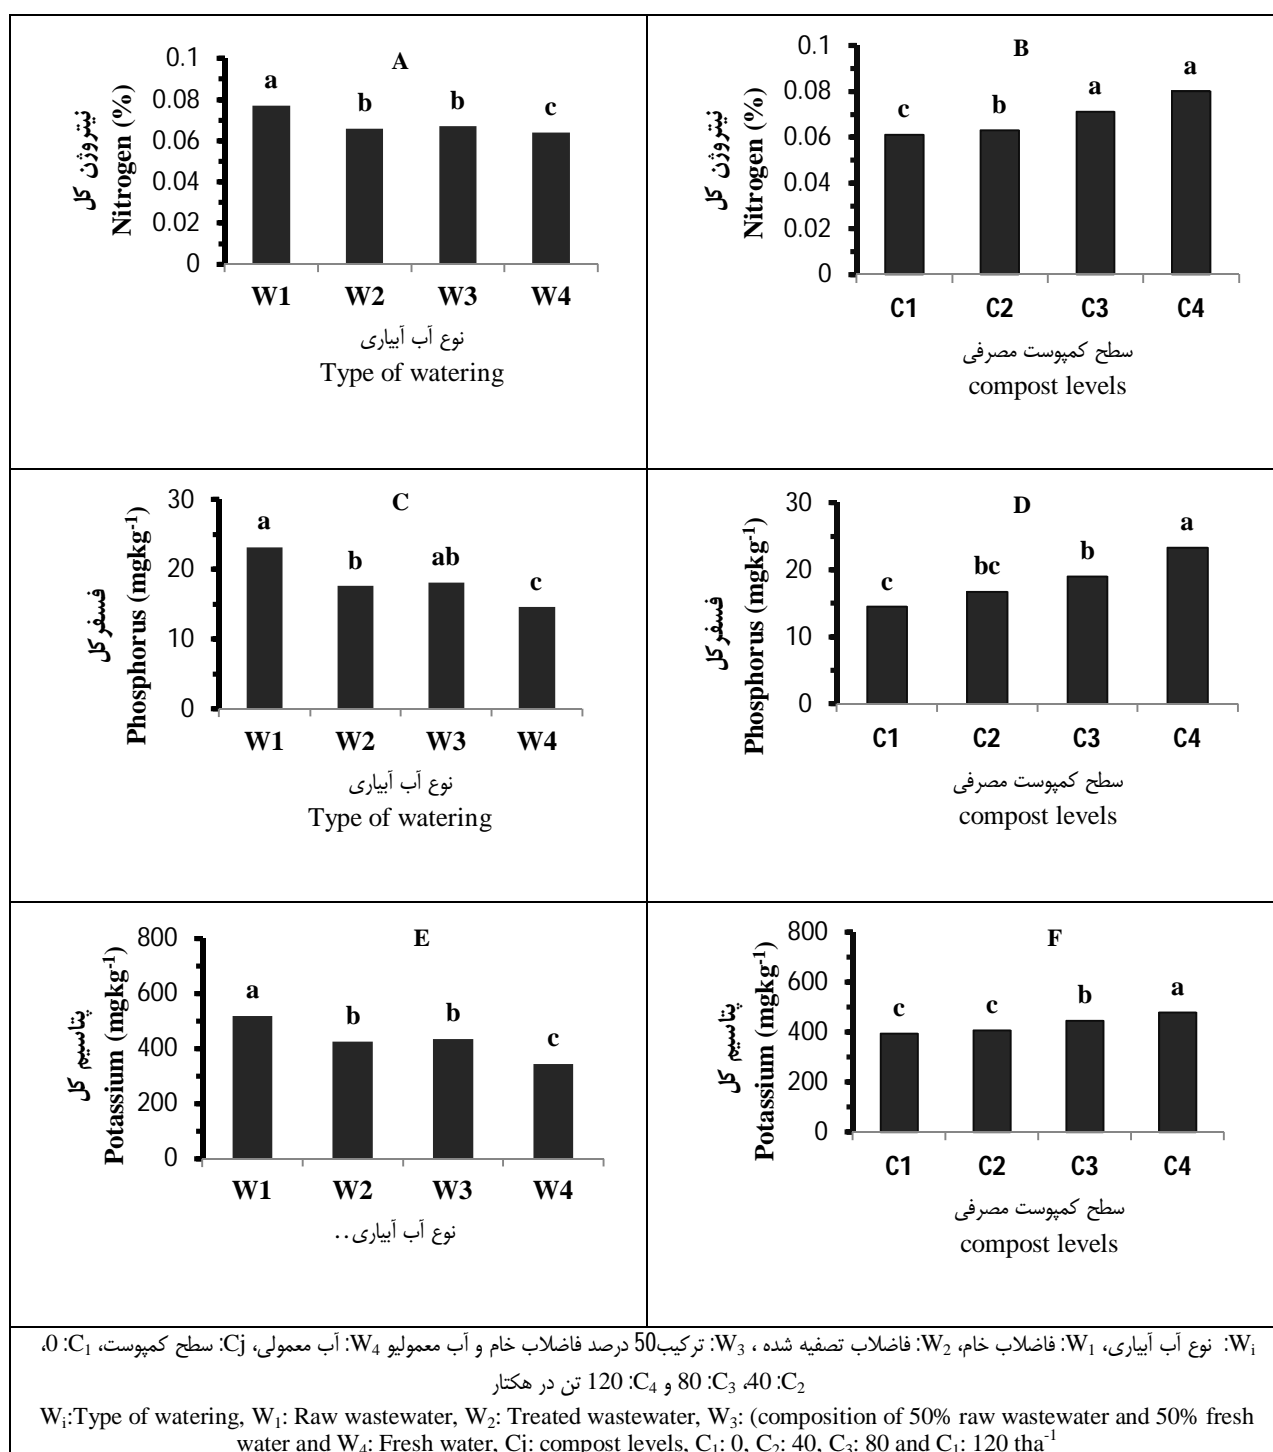 A
نیتروژن کل
Nitrogen (%)
0.1
0.08
0.06
0.04
0.02
0
a
b
b
c
W1
W2
W3
W4
نوع آب آبیاری
Type of watering
B
نیتروژن کل
Nitrogen (%)
0.1
0.08
0.06
0.04
0.02
0
c
b
a
a
C1
C2
C3
C4
سطح کمپوست مصرفی
compost levels
C
فسفرکل
Phosphorus (mgkg-1)
30
20
10
0
a
b
ab
c
W1
W2
W3
W4
نوع آب آبیاری
Type of watering
D
فسفرکل
Phosphorus (mgkg-1)
30
20
10
0
c
bc
b
a
C1
C2
C3
C4
سطح کمپوست مصرفی
compost levels
E
پتاسیم کل
Potassium (mgkg-1)
800
600
400
200
0
a
b
b
c
W1
W2
W3
W4
نوع آب آبیاری..
F
پتاسیم کل
Potassium (mgkg-1)
800
600
400
200
0
c
c
b
a
C1
C2
C3
C4
سطح کمپوست مصرفی
compost levels
Wi: نوع آب آبیاری، W1: فاضلاب خام، W2: فاضلاب تصفیه شده ، W3: ترکیب50 درصد فاضلاب خام و آب معمولیو W4: آب معمولی، Cj: سطح کمپوست، C1: 0،
C2: 40، C3: 80 و C4: 120 تن در هکتار
Wi:Type of watering, W1: Raw wastewater, W2: Treated wastewater, W3: (composition of 50% raw wastewater and 50% fresh
water and W4: Fresh water, Cj: compost levels, C1: 0, C2: 40, C3: 80 and C1: 120 tha-1